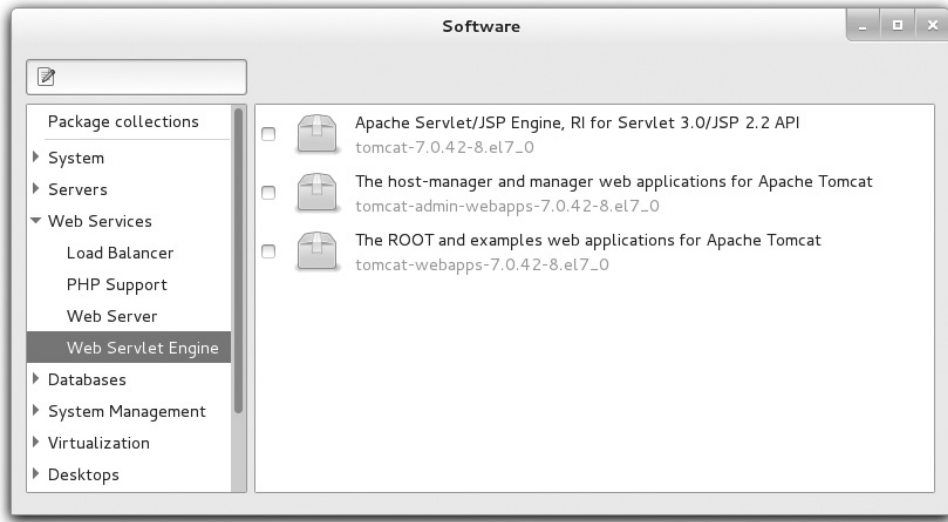 Software
Package collections
System
Servers
Web Services
Load Balancer
PHP Support
Web Server
Web Servlet Engine
Databases
System Management
Virtualization
Desktops
Apache Servlet/JSP Engine, RI for Servlet 3.0/JSP 2.2 API
tomcat-7.0.42-8.el7_0
The host-manager and manager web applications for Apache Tomcat
tomcat-admin-webapps-7.0.42-8.el7_0
The ROOT and examples web applications for Apache Tomcat
tomcat-webapps-7.0.42-8.el7_0